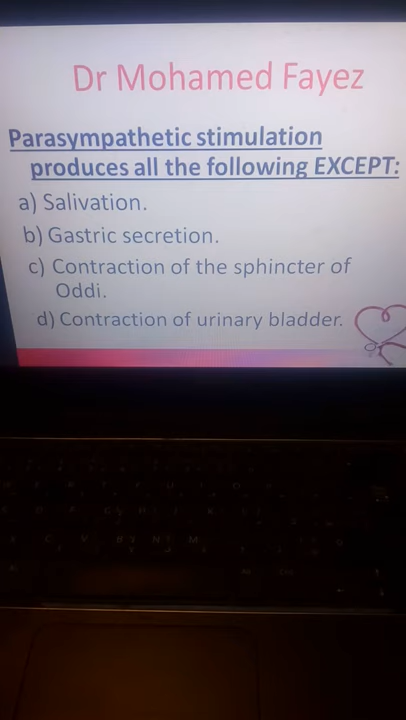 Dr Mohamed Fayez
Parasympathetic stimulation
produces all the following EXCEPT:
a) Salivation.
b) Gastric secretion.
c) Contraction of the sphincter of
Oddi.
d) Contraction of urinary bladder.